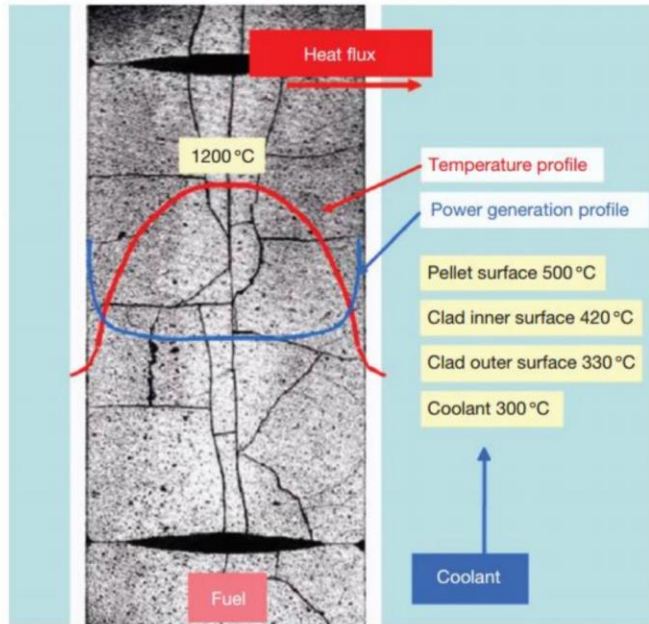 Heat flux
1200 °C
Temperature profile
Power generation profile
Pellet surface 500 °C
Clad inner surface 420 °C
Clad outer surface 330 °C
Coolant 300 °C
Coolant
Fuel